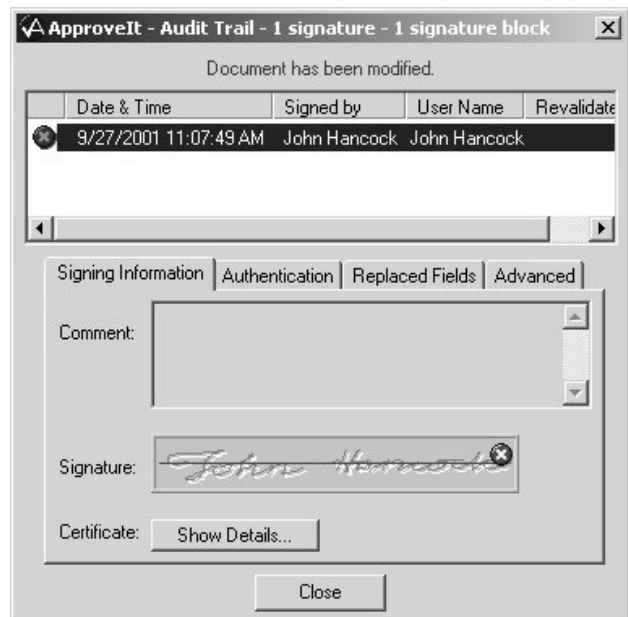 ApproveIt - Audit Trail - 1 signature - 1 signature block
Document has been modified.
Date & Time Signed by User Name Revalidate
9/27/2001 11:07:49 AM John Hancock John Hancock
Signing Information Authentication Replaced Fields Advanced
Comment:
Signature: John Hancock
Certificate: Show Details...
Close